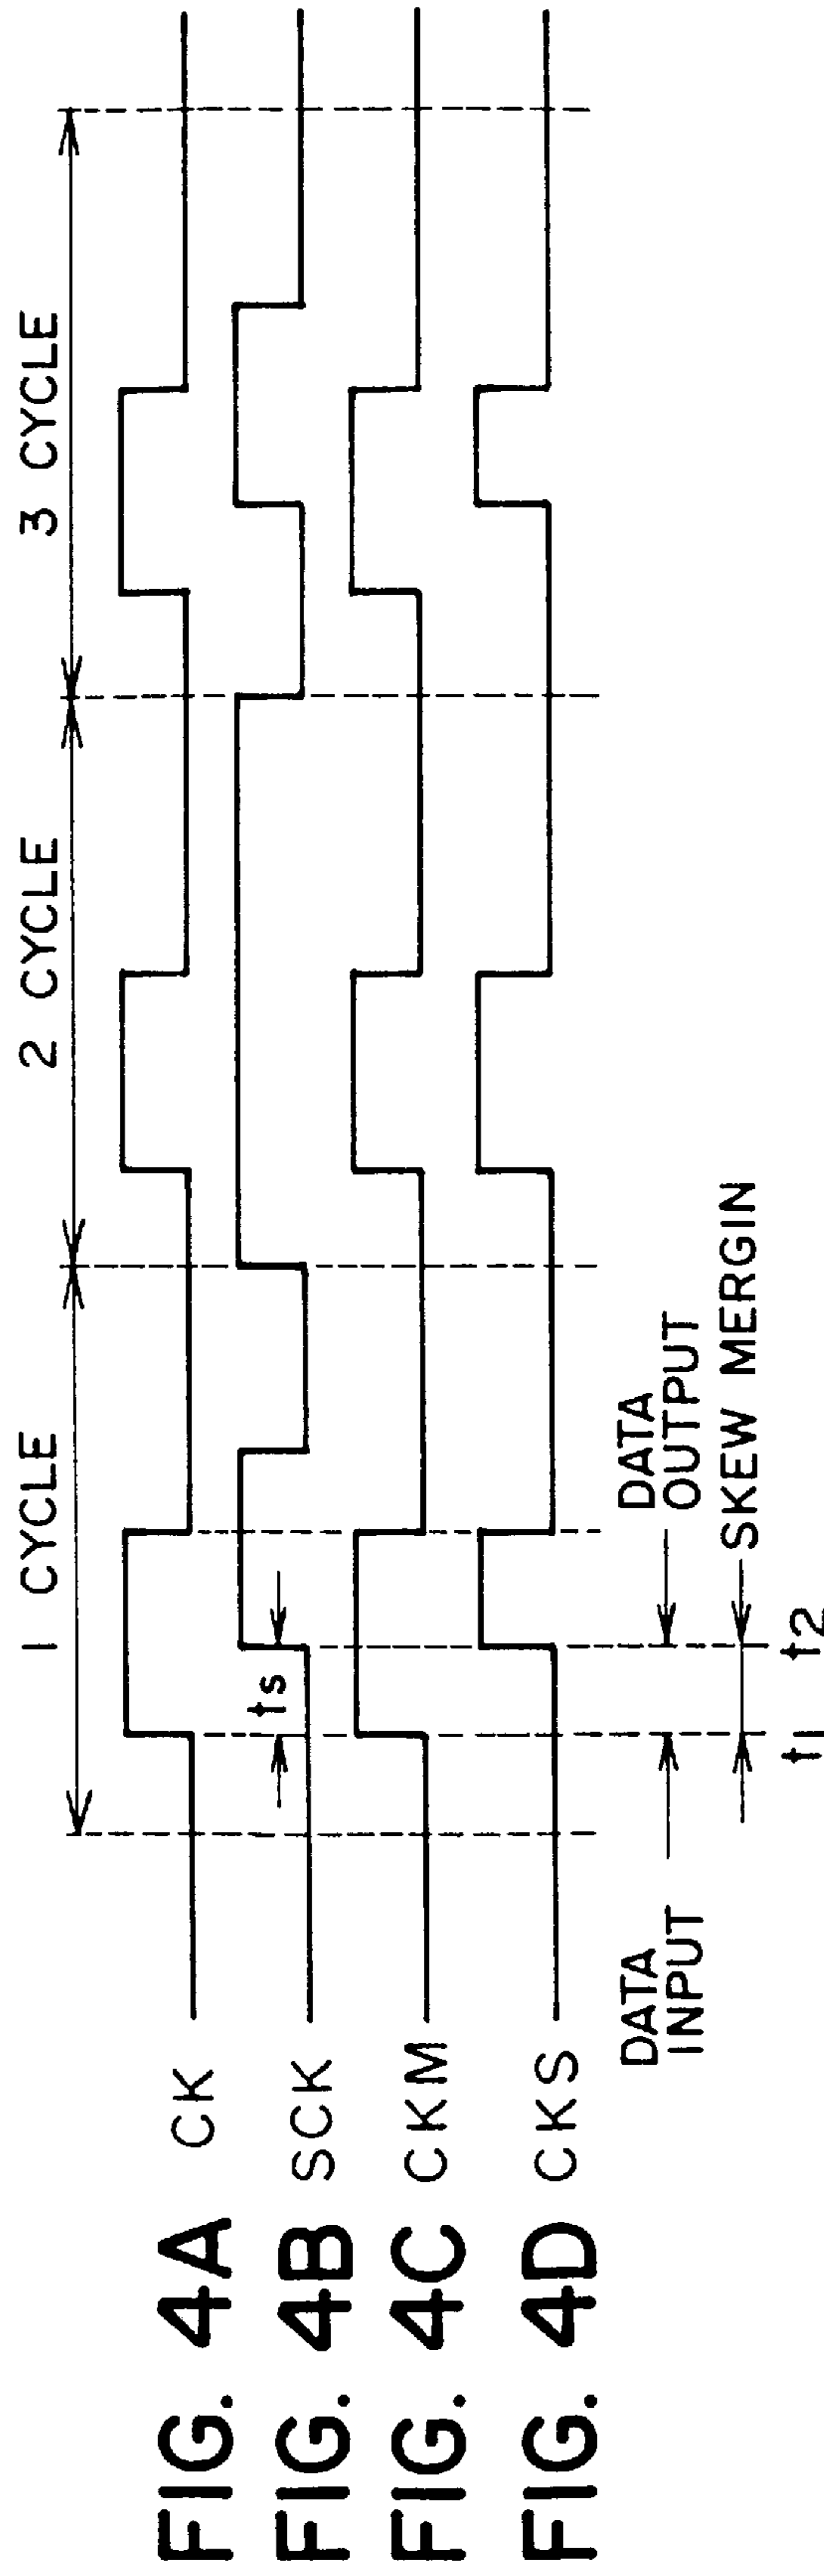 1 CYCLE 2 CYCLE 3 CYCLE
FIG. 4A CK
FIG. 4B SCK
ts
FIG. 4C CKM
FIG. 4D CKS
DATA
INPUT
DATA
OUTPUT
SKEW MERGIN
t1 t2